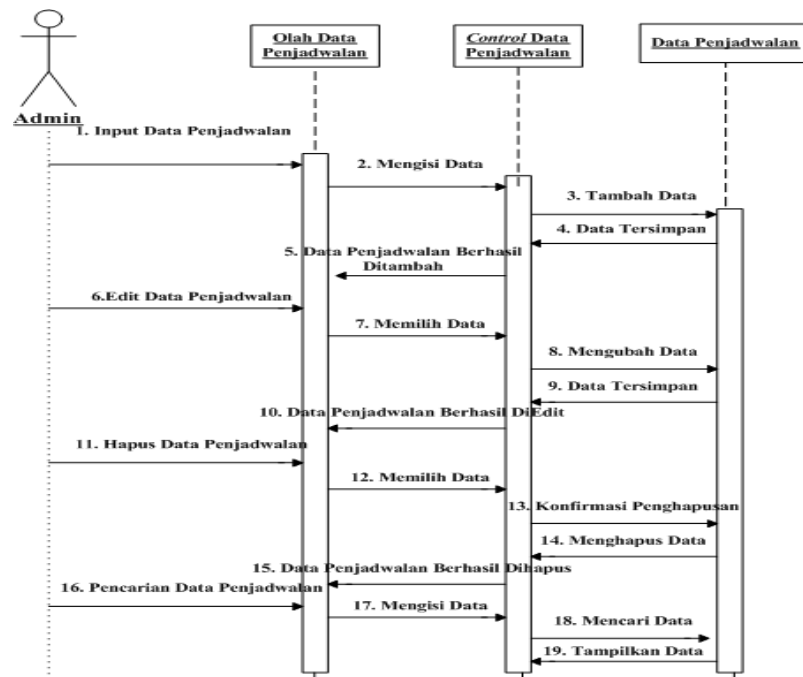 Olah Data
Penjadwalan
Control Data
Penjadwalan
Data Penjadwalan
Admin
1. Input Data Penjadwalan
2. Mengisi Data
3. Tambah Data
4. Data Tersimpan
5. Data Penjadwalan Berhasil
Ditambah
6.Edit Data Penjadwalan
7. Memilih Data
8. Mengubah Data
9. Data Tersimpan
10. Data Penjadwalan Berhasil DiEdit
11. Hapus Data Penjadwalan
12. Memilih Data
13. Konfirmasi Penghapusan
14. Menghapus Data
15. Data Penjadwalan Berhasil Dihapus
16. Pencarian Data Penjadwalan
17. Mengisi Data
18. Mencari Data
19. Tampilkan Data